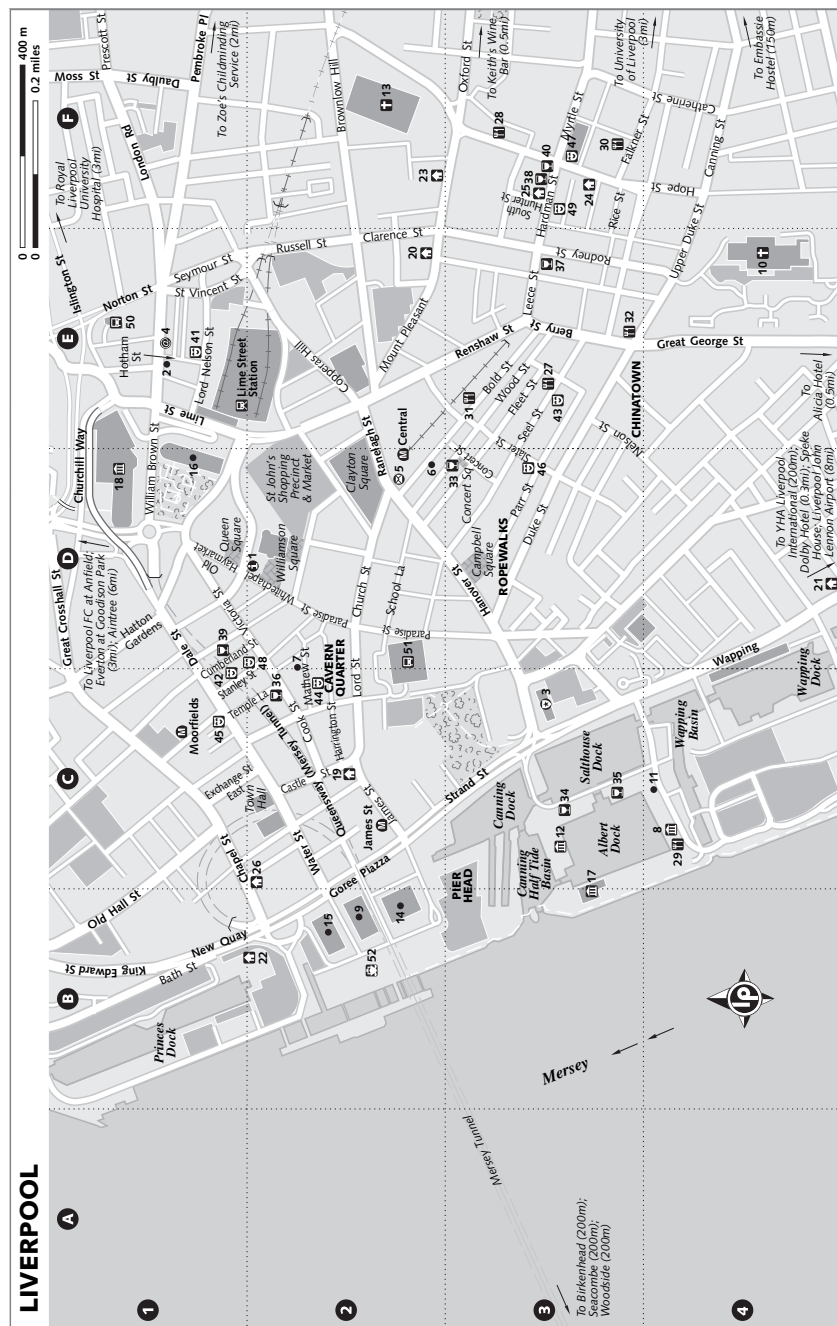 LIVERPOOL
0 400 m
0 0.2 miles
A
B
C
D
E
F
1
2
3
4
To Liverpool FC at Anfield;
Everton at Goodison Park
(3mi); Aintree (6mi)
To Royal
Liverpool
University
Hospital (3mi)
To Zoe's Childminding
Service (2mi)
To Keith's Wine
Bar (0.5mi)
To University
of Liverpool
(3mi)
To Embassie
Hostel (150m)
To
Alicia Hotel
(0.5mi)
To YHA Liverpool
International (200m);
Dolby Hotel (0.3mi); Speke
House; Liverpool John
Lennon Airport (8mi)
To Birkenhead (200m);
Seacombe (200m);
Woodside (200m)
King Edward St
Old Hall St
Bath St
New Quay
Princes
Dock
Chapel St
26
22
15
9
14
52
Goree Piazza
Water St
Exchange St
East
Town
Hall
Castle St
19
James St
James St
Queensway (Mersey Tunnel)
Cook St
Harrington St
Moorfields
45
Temple La
Stanley St
42
Cumberland St
39
48
36
Mathew St
7
44
CAVERN
QUARTER
Lord St
Victoria St
Dale St
Hatton
Gardens
Great Crosshall St
Churchill Way
18
William Brown St
16
Old
Haymarket
Queen
Square
1
Whitechapel
Williamson
Square
St John's
Shopping
Precinct
& Market
Clayton
Square
Paradise St
Church St
School La
Paradise St
51
Hanover St
Ranelagh St
5
Central
6
Lime St
Lime Street
Station
Lord Nelson St
41
Hotham
St
2
4
50
Norton St
Islington St
Seymour St
St Vincent St
London Rd
Moss St
Prescott St
Daulby St
Pembroke Pl
Copperas Hill
Russell St
Brownlow Hill
13
Clarence St
20
23
Mount Pleasant
Oxford St
Renshaw St
Berry St
Leece St
Bold St
Wood St
Fleet St
Seel St
Slater St
Concert St
Concert Sq
Parr St
Duke St
Campbell
Square
ROPEWALKS
31
27
43
33
46
37
32
Rodney St
Hardman St
South
Hunter St
25
38
40
49
24
28
Myrtle St
47
30
Falkner St
Rice St
Hope St
Catherine St
Canning St
Upper Duke St
10
Great George St
Nelson St
CHINATOWN
Strand St
PIER
HEAD
Canning
Dock
Canning
Half Tide
Basin
3
12
34
Salthouse
Dock
Albert
Dock
35
17
11
8
29
Wapping
Basin
Wapping
Wapping
Dock
21
Mersey
Mersey Tunnel
lp